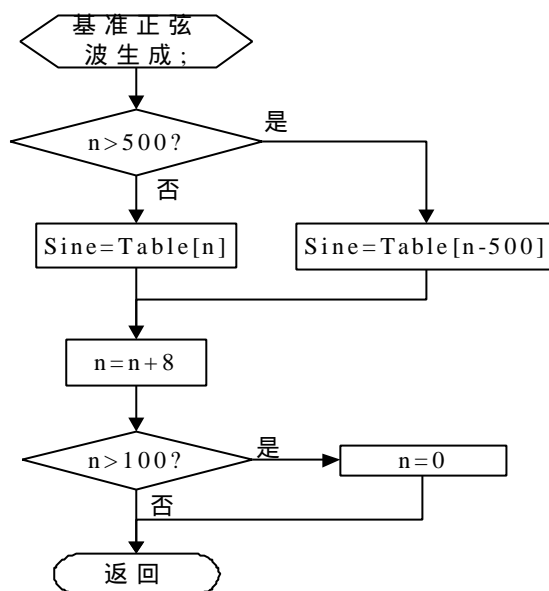 基准正弦
波生成;
n>500?
是
否
Sine=Table[n]
Sine=Table[n-500]
n=n+8
n>100?
是
n=0
否
返回